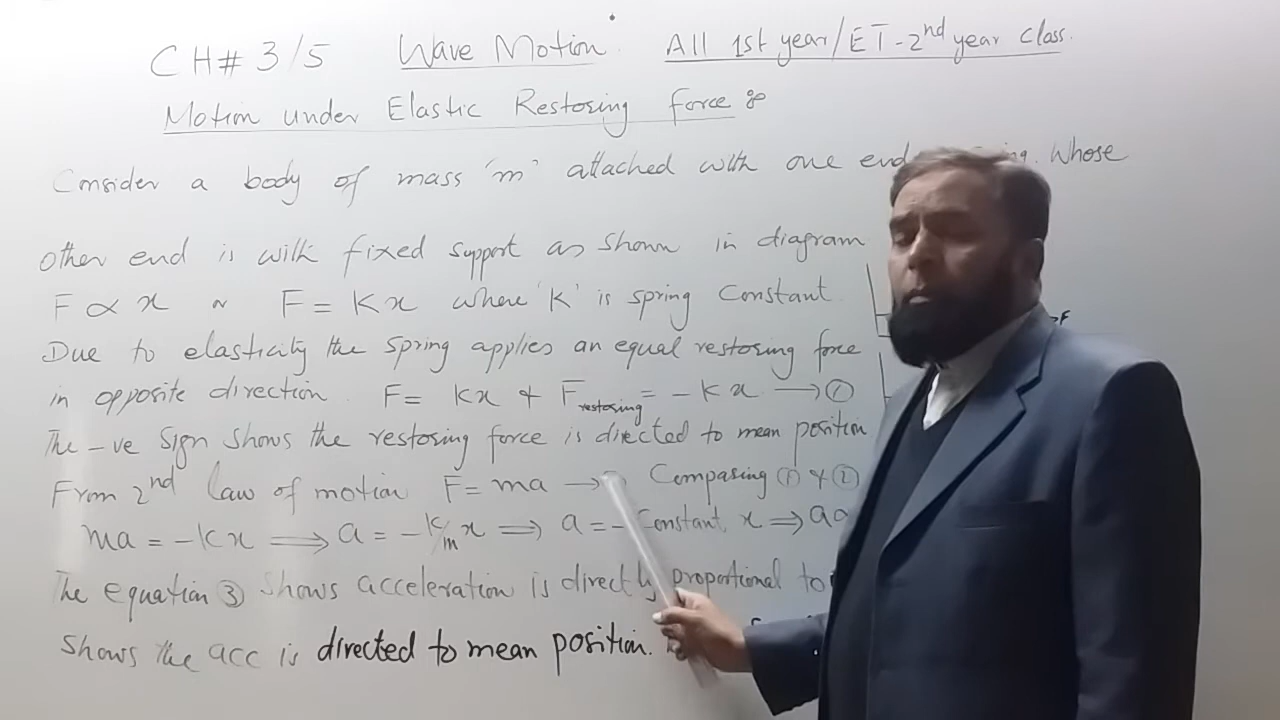 CH# 3/5 Wave Motion. All 1st year/ET-2nd year class.
Motion under Elastic Restoring force :-
Consider a body of mass 'm' attached with one end Whose
other end is with fixed support as shown in diagram
F ∝ x or F = Kx where 'K' is spring Constant.
F
Due to elasticity the spring applies an equal restoring force
in opposite direction. F = Kx & F restoring = -Kx → ①
The -ve sign shows the restoring force is directed to mean position
From 2nd law of motion F = ma → Comparing ① & ②
ma = -Kx ⟹ a = -K/m x ⟹ a = -Constant x ⟹ a
The equation ③ shows acceleration is directly proportional to
shows the acc is directed to mean position.